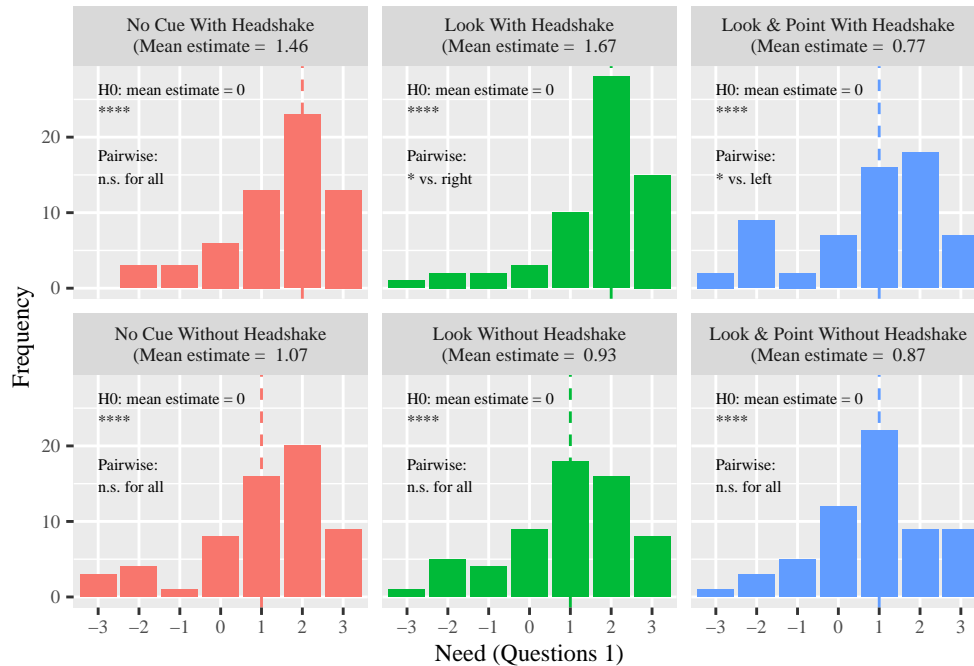 No Cue With Headshake
(Mean estimate = 1.46
Look With Headshake
(Mean estimate = 1.67
Look & Point With Headshake
(Mean estimate = 0.77
H0: mean estimate = 0
****
Pairwise:
n.s. for all
H0: mean estimate = 0
****
Pairwise:
* vs. right
H0: mean estimate = 0
****
Pairwise:
* vs. left
20
10
0
No Cue Without Headshake
(Mean estimate = 1.07
Look Without Headshake
(Mean estimate = 0.93
Look & Point Without Headshake
(Mean estimate = 0.87
H0: mean estimate = 0
****
Pairwise:
n.s. for all
H0: mean estimate = 0
****
Pairwise:
n.s. for all
H0: mean estimate = 0
****
Pairwise:
n.s. for all
20
10
0
Frequency
−3 −2 −1 0 1 2 3
−3 −2 −1 0 1 2 3
−3 −2 −1 0 1 2 3
Need (Questions 1)